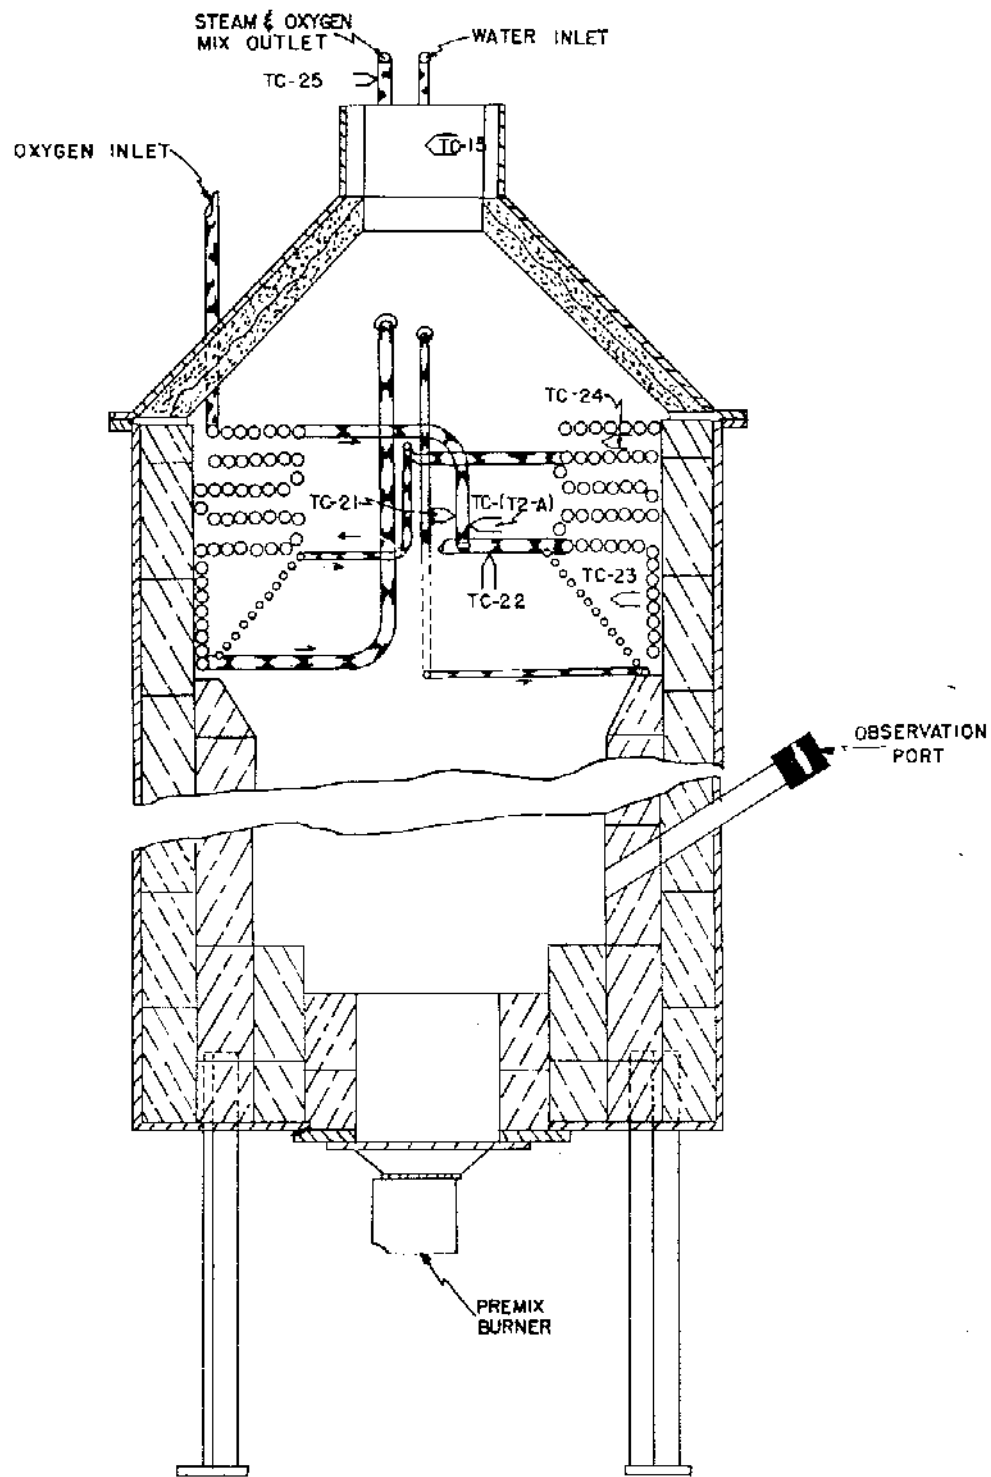 STEAM & OXYGEN
MIX OUTLET
WATER INLET
TC-25
TC-15
OXYGEN INLET
TC-24
TC-21
TC-(T2-A)
TC-22
TC-23
OBSERVATION
PORT
PREMIX
BURNER